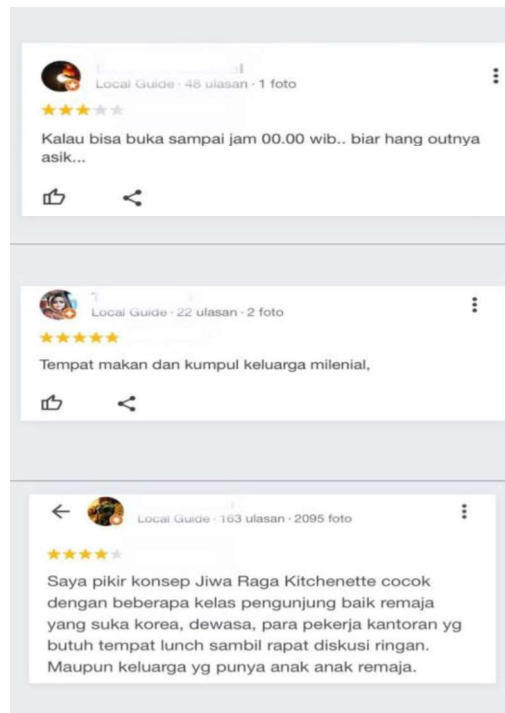 Local Guide · 48 ulasan · 1 foto
Kalau bisa buka sampai jam 00.00 wib.. biar hang outnya
asik...
Local Guide · 22 ulasan · 2 foto
Tempat makan dan kumpul keluarga milenial,
Local Guide · 163 ulasan · 2095 foto
Saya pikir konsep Jiwa Raga Kitchenette cocok
dengan beberapa kelas pengunjung baik remaja
yang suka korea, dewasa, para pekerja kantoran yg
butuh tempat lunch sambil rapat diskusi ringan.
Maupun keluarga yg punya anak anak remaja.